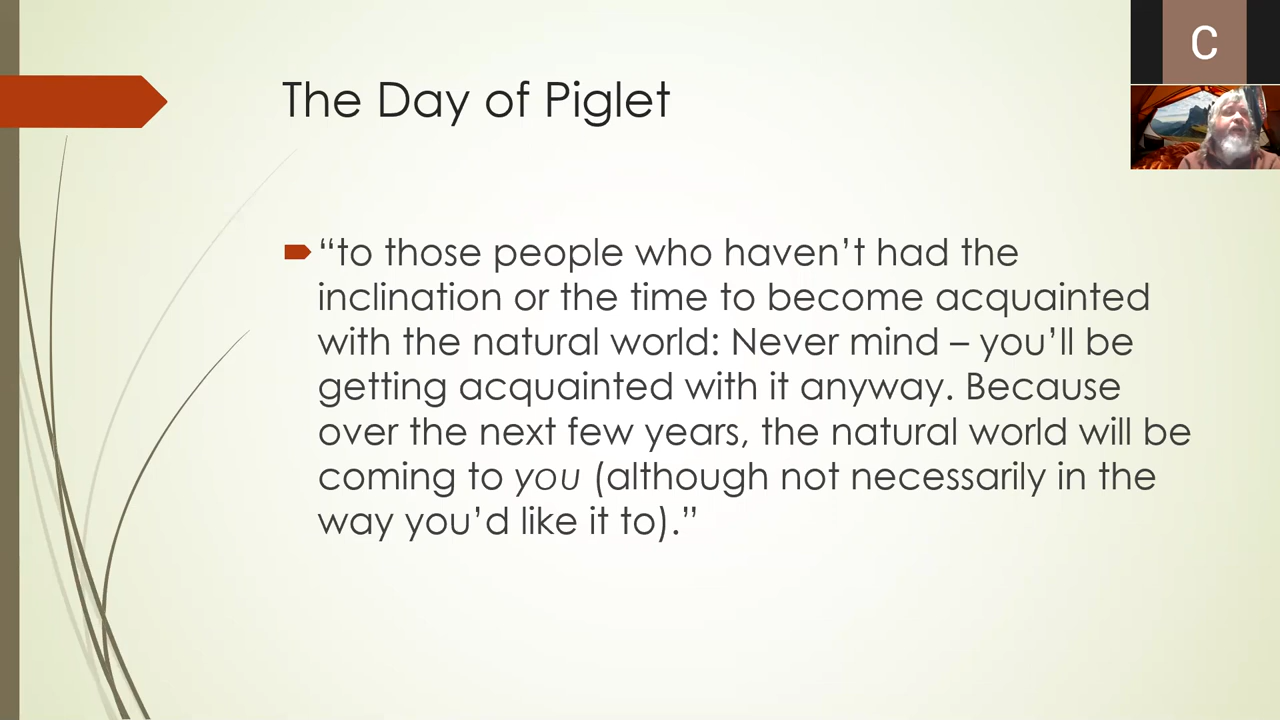 The Day of Piglet
C
“to those people who haven’t had the
inclination or the time to become acquainted
with the natural world: Never mind – you’ll be
getting acquainted with it anyway. Because
over the next few years, the natural world will be
coming to you (although not necessarily in the
way you’d like it to).”